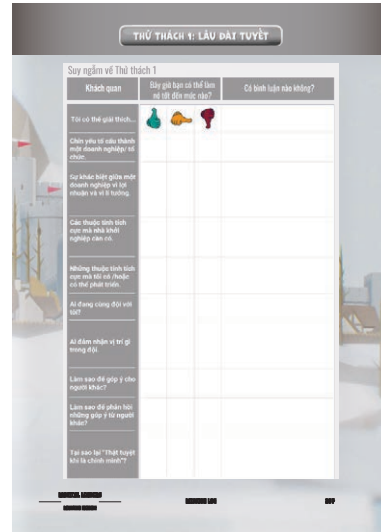 THỬ THÁCH 1: LÂU ĐÀI TUYẾT
Suy ngẫm về Thử thách 1
Khách quan
Bây giờ bạn có thể làm
nó tốt đến mức nào?
Có bình luận nào không?
Tôi có thể giải thích...
Chín yếu tố cấu thành
một doanh nghiệp/ tổ
chức.
Sự khác biệt giữa một
doanh nghiệp vì lợi
nhuận và vì lí tưởng.
Các thuộc tính tích
cực mà nhà khởi
nghiệp cần có.
Những thuộc tính tích
cực mà tôi có /hoặc
có thể phát triển.
Ai đang cùng đội với
tôi?
Ai đảm nhận vị trí gì
trong đội.
Làm sao để góp ý cho
người khác?
Làm sao để phản hồi
những góp ý từ người
khác?
Tại sao lại "Thật tuyệt
khi là chính mình"?